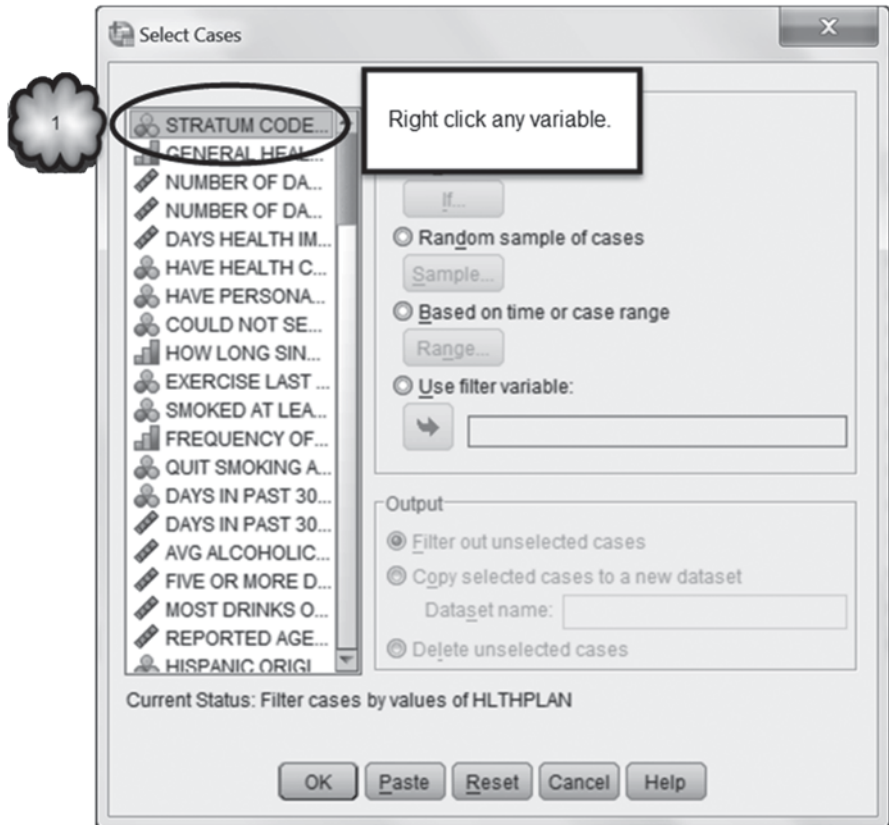 Select Cases
1
Right click any variable.
STRATUM CODE...
GENERAL HEAL...
NUMBER OF DA...
NUMBER OF DA...
DAYS HEALTH IM...
HAVE HEALTH C...
HAVE PERSONA...
COULD NOT SE...
HOW LONG SIN...
EXERCISE LAST ...
SMOKED AT LEA...
FREQUENCY OF...
QUIT SMOKING A...
DAYS IN PAST 30...
DAYS IN PAST 30...
AVG ALCOHOLIC...
FIVE OR MORE D...
MOST DRINKS O...
REPORTED AGE...
HISPANIC ORIGI
If...
Random sample of cases
Sample...
Based on time or case range
Range...
Use filter variable:
Output
Filter out unselected cases
Copy selected cases to a new dataset
Dataset name:
Delete unselected cases
Current Status: Filter cases by values of HLTHPLAN
OK Paste Reset Cancel Help